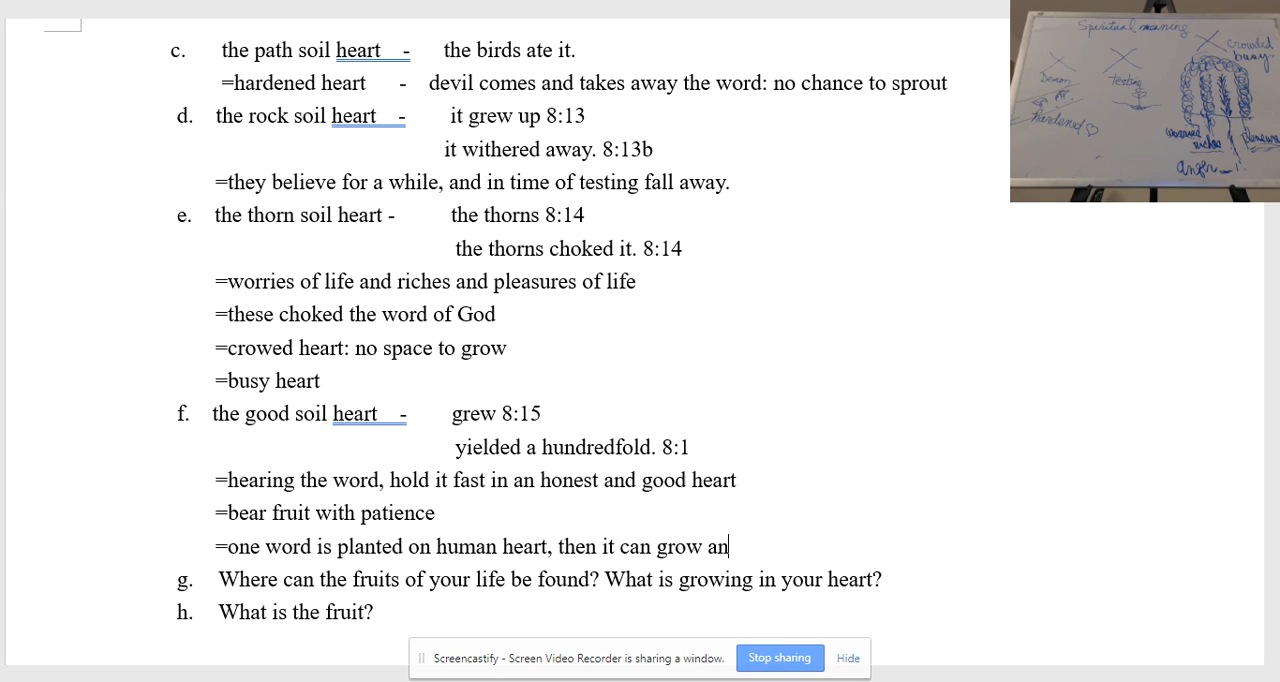 c. the path soil heart - the birds ate it.
=hardened heart - devil comes and takes away the word: no chance to sprout
d. the rock soil heart - it grew up 8:13
it withered away. 8:13b
=they believe for a while, and in time of testing fall away.
e. the thorn soil heart - the thorns 8:14
the thorns choked it. 8:14
=worries of life and riches and pleasures of life
=these choked the word of God
=crowed heart: no space to grow
=busy heart
f. the good soil heart - grew 8:15
yielded a hundredfold. 8:1
=hearing the word, hold it fast in an honest and good heart
=bear fruit with patience
=one word is planted on human heart, then it can grow an
g. Where can the fruits of your life be found? What is growing in your heart?
h. What is the fruit?
Screencastify - Screen Video Recorder is sharing a window. Stop sharing Hide
Spiritual meaning
crowded
busy
Demon
testing
hardened
riches
anger